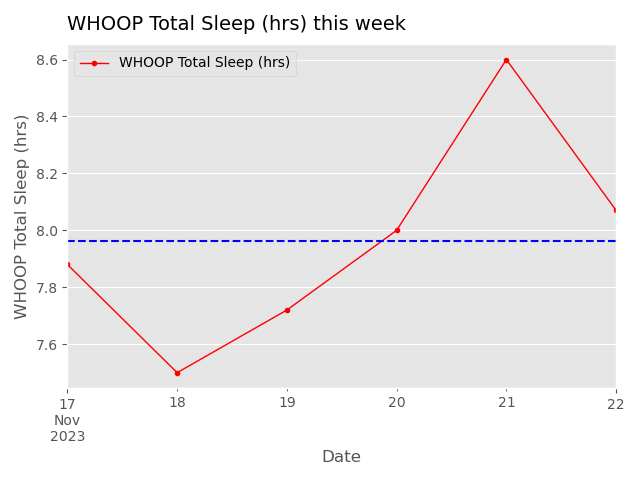 WHOOP Total Sleep (hrs) this week
WHOOP Total Sleep (hrs)
WHOOP Total Sleep (hrs)
8.6
8.4
8.2
8.0
7.8
7.6
17 18 19 20 21 22
Nov
2023
Date